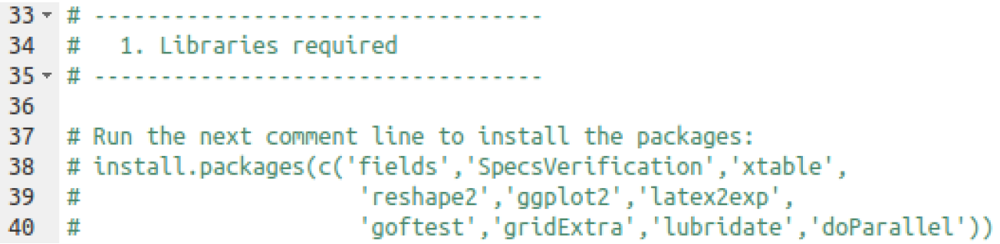 33 # ----------------------------------
34 #   1. Libraries required
35 # ----------------------------------
36
37 # Run the next comment line to install the packages:
38 # install.packages(c('fields','SpecsVerification','xtable',
39 #                     'reshape2','ggplot2','latex2exp',
40 #                     'goftest','gridExtra','lubridate','doParallel'))